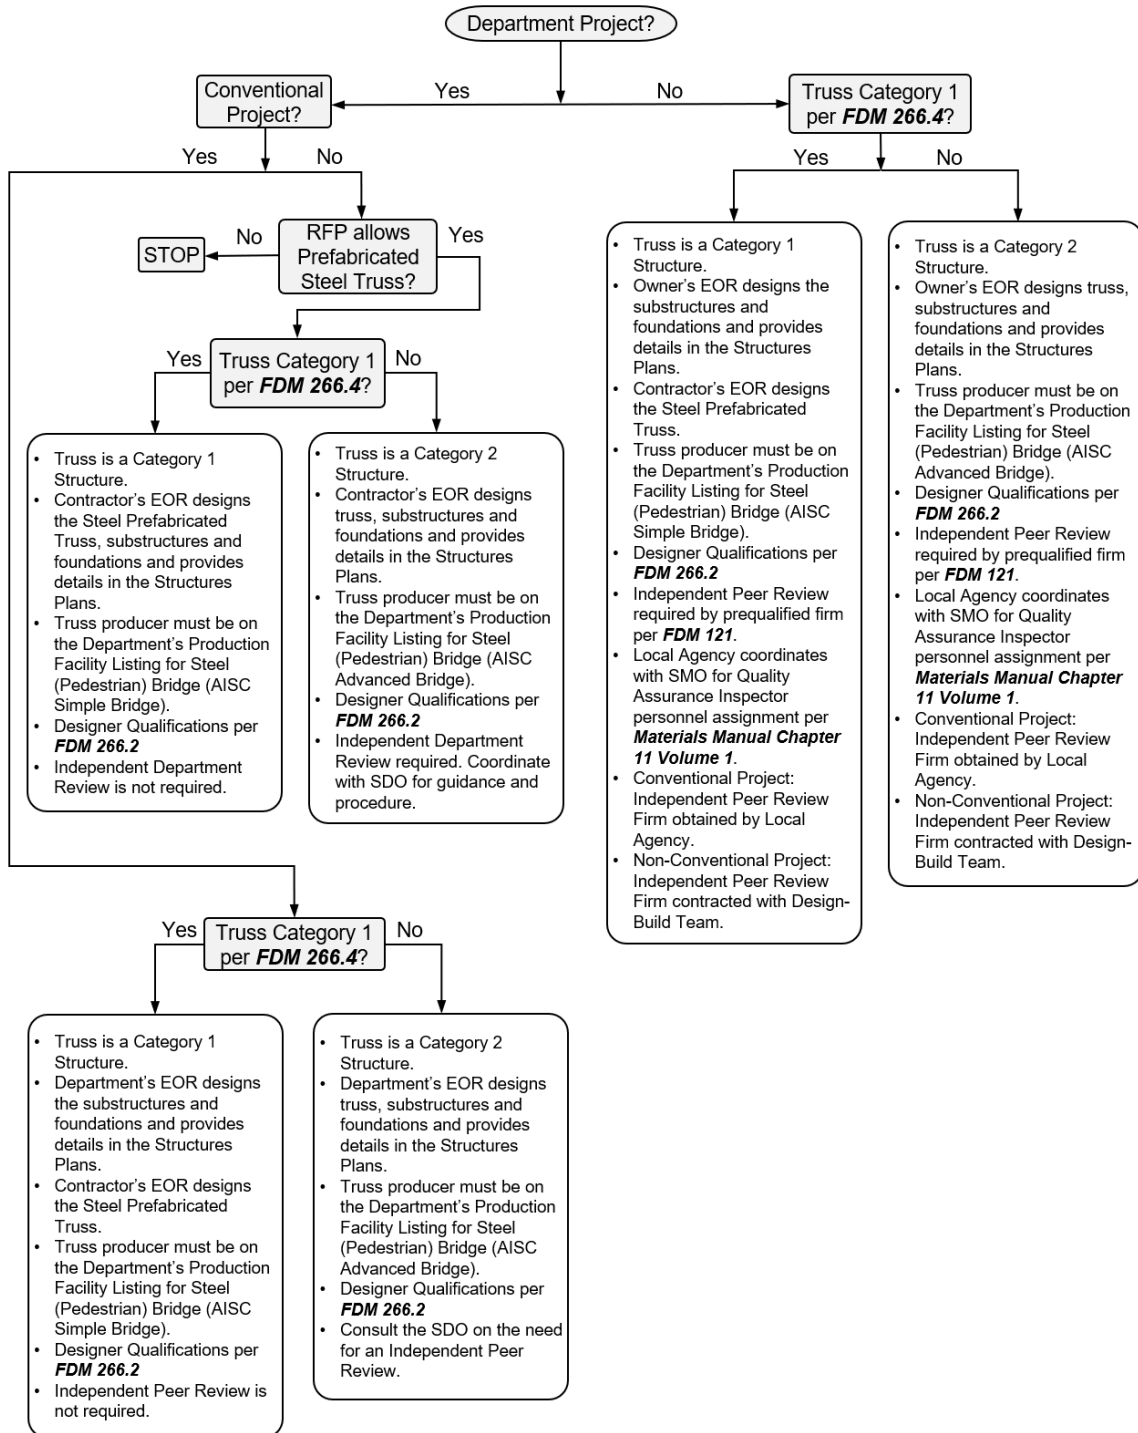 Department Project?
Yes
No
Conventional
Project?
Truss Category 1
per FDM 266.4?
Yes
No
Yes
No
RFP allows
Prefabricated
Steel Truss?
No
Yes
STOP
Truss Category 1
per FDM 266.4?
Yes
No
• Truss is a Category 1
Structure.
• Contractor's EOR designs
the Steel Prefabricated
Truss, substructures and
foundations and provides
details in the Structures
Plans.
• Truss producer must be on
the Department's Production
Facility Listing for Steel
(Pedestrian) Bridge (AISC
Simple Bridge).
• Designer Qualifications per
FDM 266.2
• Independent Department
Review is not required.
• Truss is a Category 2
Structure.
• Contractor's EOR designs
truss, substructures and
foundations and provides
details in the Structures
Plans.
• Truss producer must be on
the Department's Production
Facility Listing for Steel
(Pedestrian) Bridge (AISC
Advanced Bridge).
• Designer Qualifications per
FDM 266.2
• Independent Department
Review required. Coordinate
with SDO for guidance and
procedure.
• Truss is a Category 1
Structure.
• Owner's EOR designs the
substructures and
foundations and provides
details in the Structures
Plans.
• Contractor's EOR designs
the Steel Prefabricated
Truss.
• Truss producer must be on
the Department's Production
Facility Listing for Steel
(Pedestrian) Bridge (AISC
Simple Bridge).
• Designer Qualifications per
FDM 266.2
• Independent Peer Review
required by prequalified firm
per FDM 121.
• Local Agency coordinates
with SMO for Quality
Assurance Inspector
personnel assignment per
Materials Manual Chapter
11 Volume 1.
• Conventional Project:
Independent Peer Review
Firm obtained by Local
Agency.
• Non-Conventional Project:
Independent Peer Review
Firm contracted with Design-
Build Team.
• Truss is a Category 2
Structure.
• Owner's EOR designs truss,
substructures and
foundations and provides
details in the Structures
Plans.
• Truss producer must be on
the Department's Production
Facility Listing for Steel
(Pedestrian) Bridge (AISC
Advanced Bridge).
• Designer Qualifications per
FDM 266.2
• Independent Peer Review
required by prequalified firm
per FDM 121.
• Local Agency coordinates
with SMO for Quality
Assurance Inspector
personnel assignment per
Materials Manual Chapter
11 Volume 1.
• Conventional Project:
Independent Peer Review
Firm obtained by Local
Agency.
• Non-Conventional Project:
Independent Peer Review
Firm contracted with Design-
Build Team.
Truss Category 1
per FDM 266.4?
Yes
No
• Truss is a Category 1
Structure.
• Department's EOR designs
the substructures and
foundations and provides
details in the Structures
Plans.
• Contractor's EOR designs
the Steel Prefabricated
Truss.
• Truss producer must be on
the Department's Production
Facility Listing for Steel
(Pedestrian) Bridge (AISC
Simple Bridge).
• Designer Qualifications per
FDM 266.2
• Independent Peer Review is
not required.
• Truss is a Category 2
Structure.
• Department's EOR designs
truss, substructures and
foundations and provides
details in the Structures
Plans.
• Truss producer must be on
the Department's Production
Facility Listing for Steel
(Pedestrian) Bridge (AISC
Advanced Bridge).
• Designer Qualifications per
FDM 266.2
• Consult the SDO on the need
for an Independent Peer
Review.